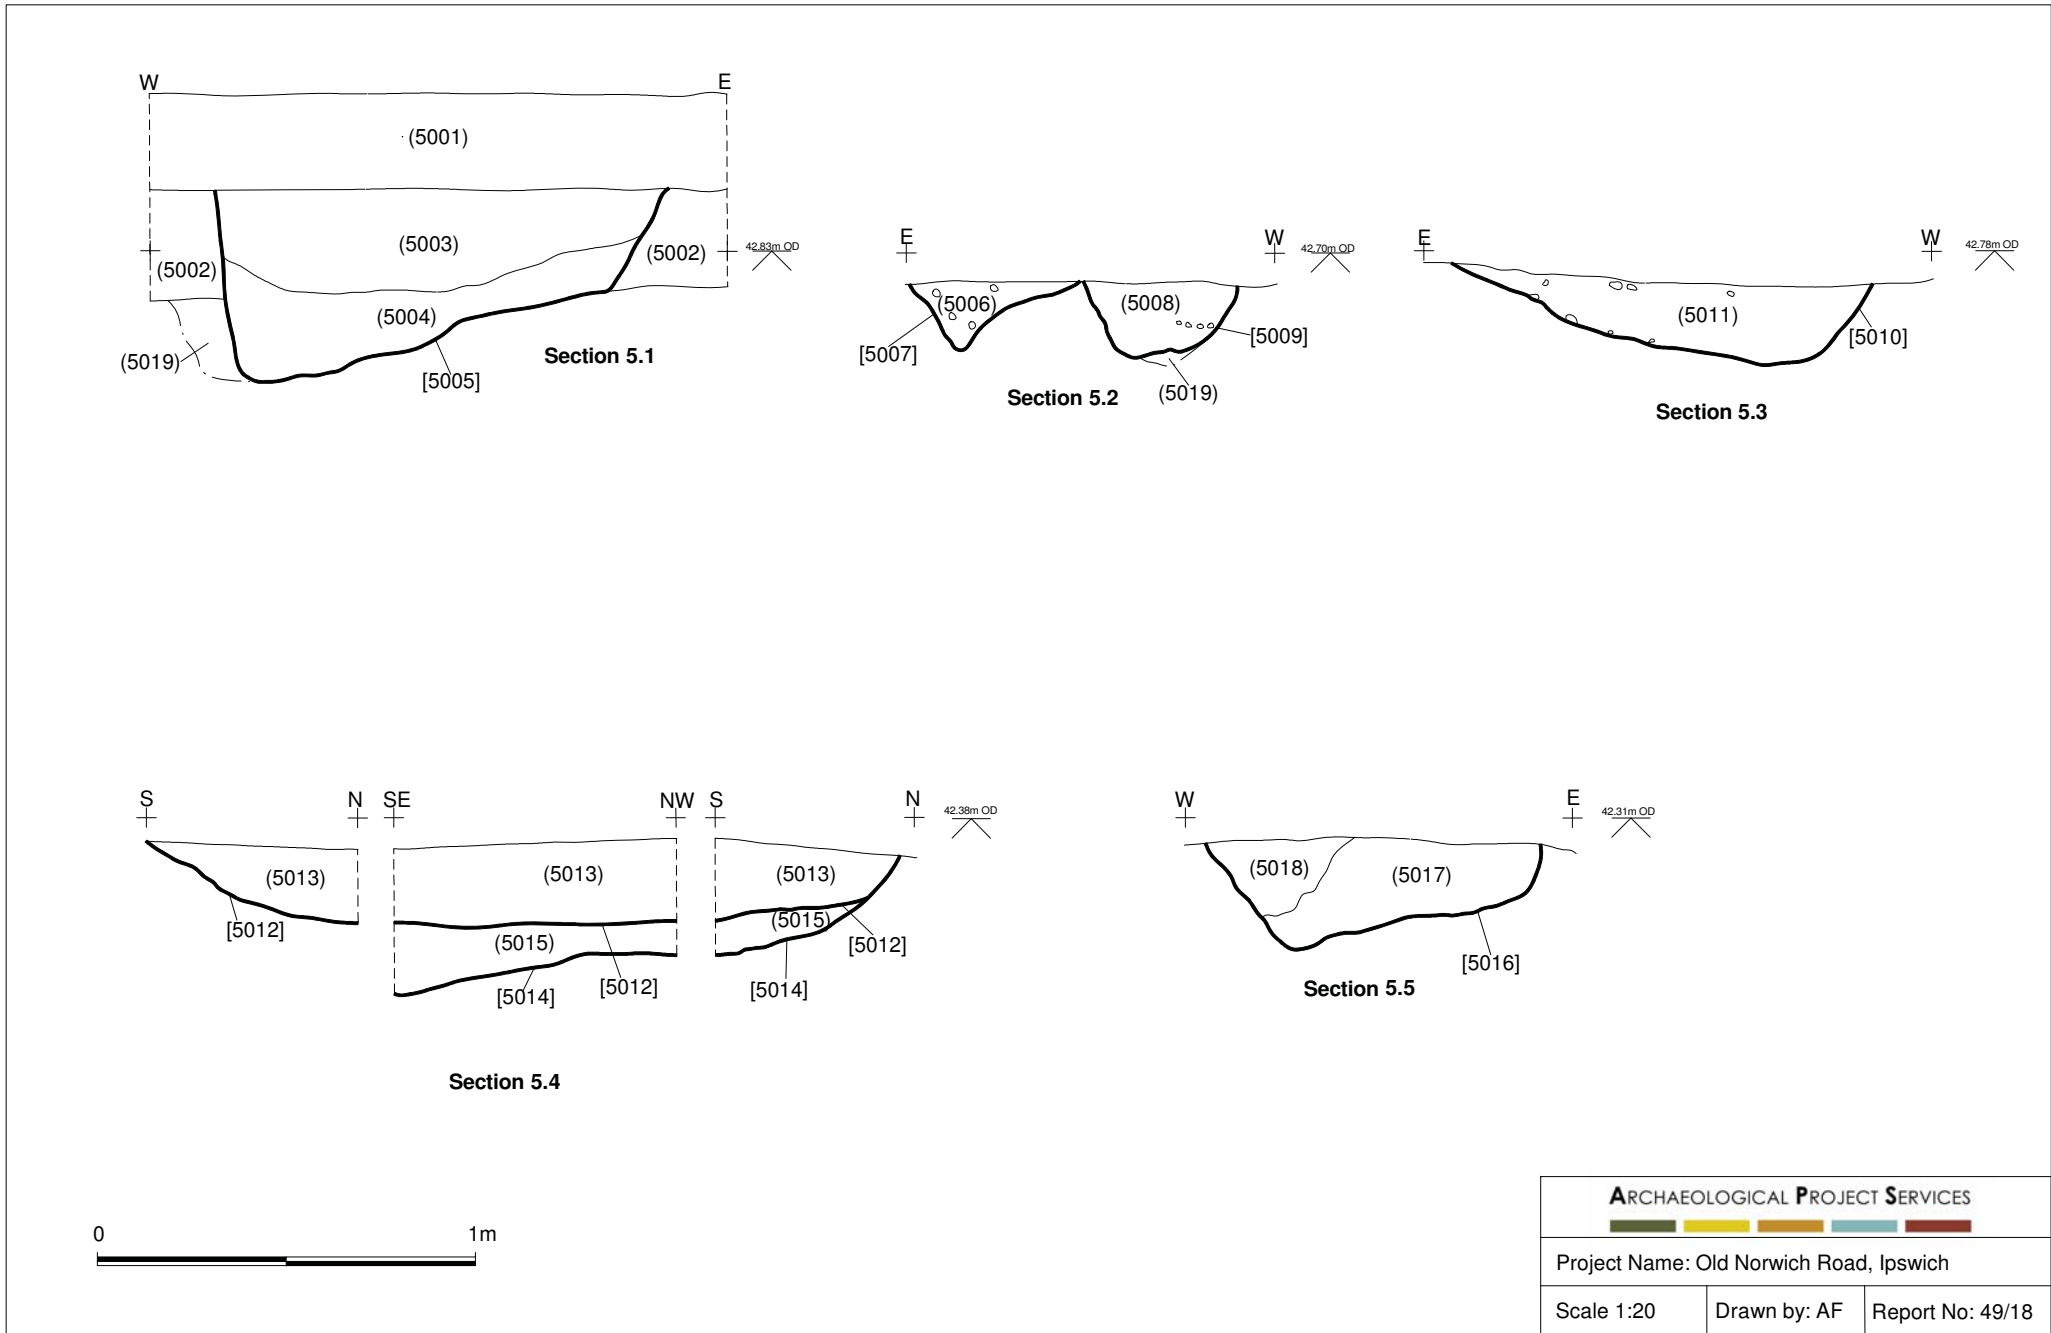 W E
(5001)
(5003)
(5002) (5002)
42.83m OD
(5004)
(5019)
[5005]
Section 5.1
E W
42.70m OD
(5006) (5008)
[5007] [5009]
(5019)
Section 5.2
E W
42.78m OD
(5011)
[5010]
Section 5.3
S N SE NW S N
42.38m OD
(5013) (5013) (5013)
[5012] (5015) (5015)
[5012]
[5014] [5012] [5014]
Section 5.4
W E
42.31m OD
(5018) (5017)
[5016]
Section 5.5
0 1m
ARCHAEOLOGICAL PROJECT SERVICES
Project Name: Old Norwich Road, Ipswich
Scale 1:20 Drawn by: AF Report No: 49/18